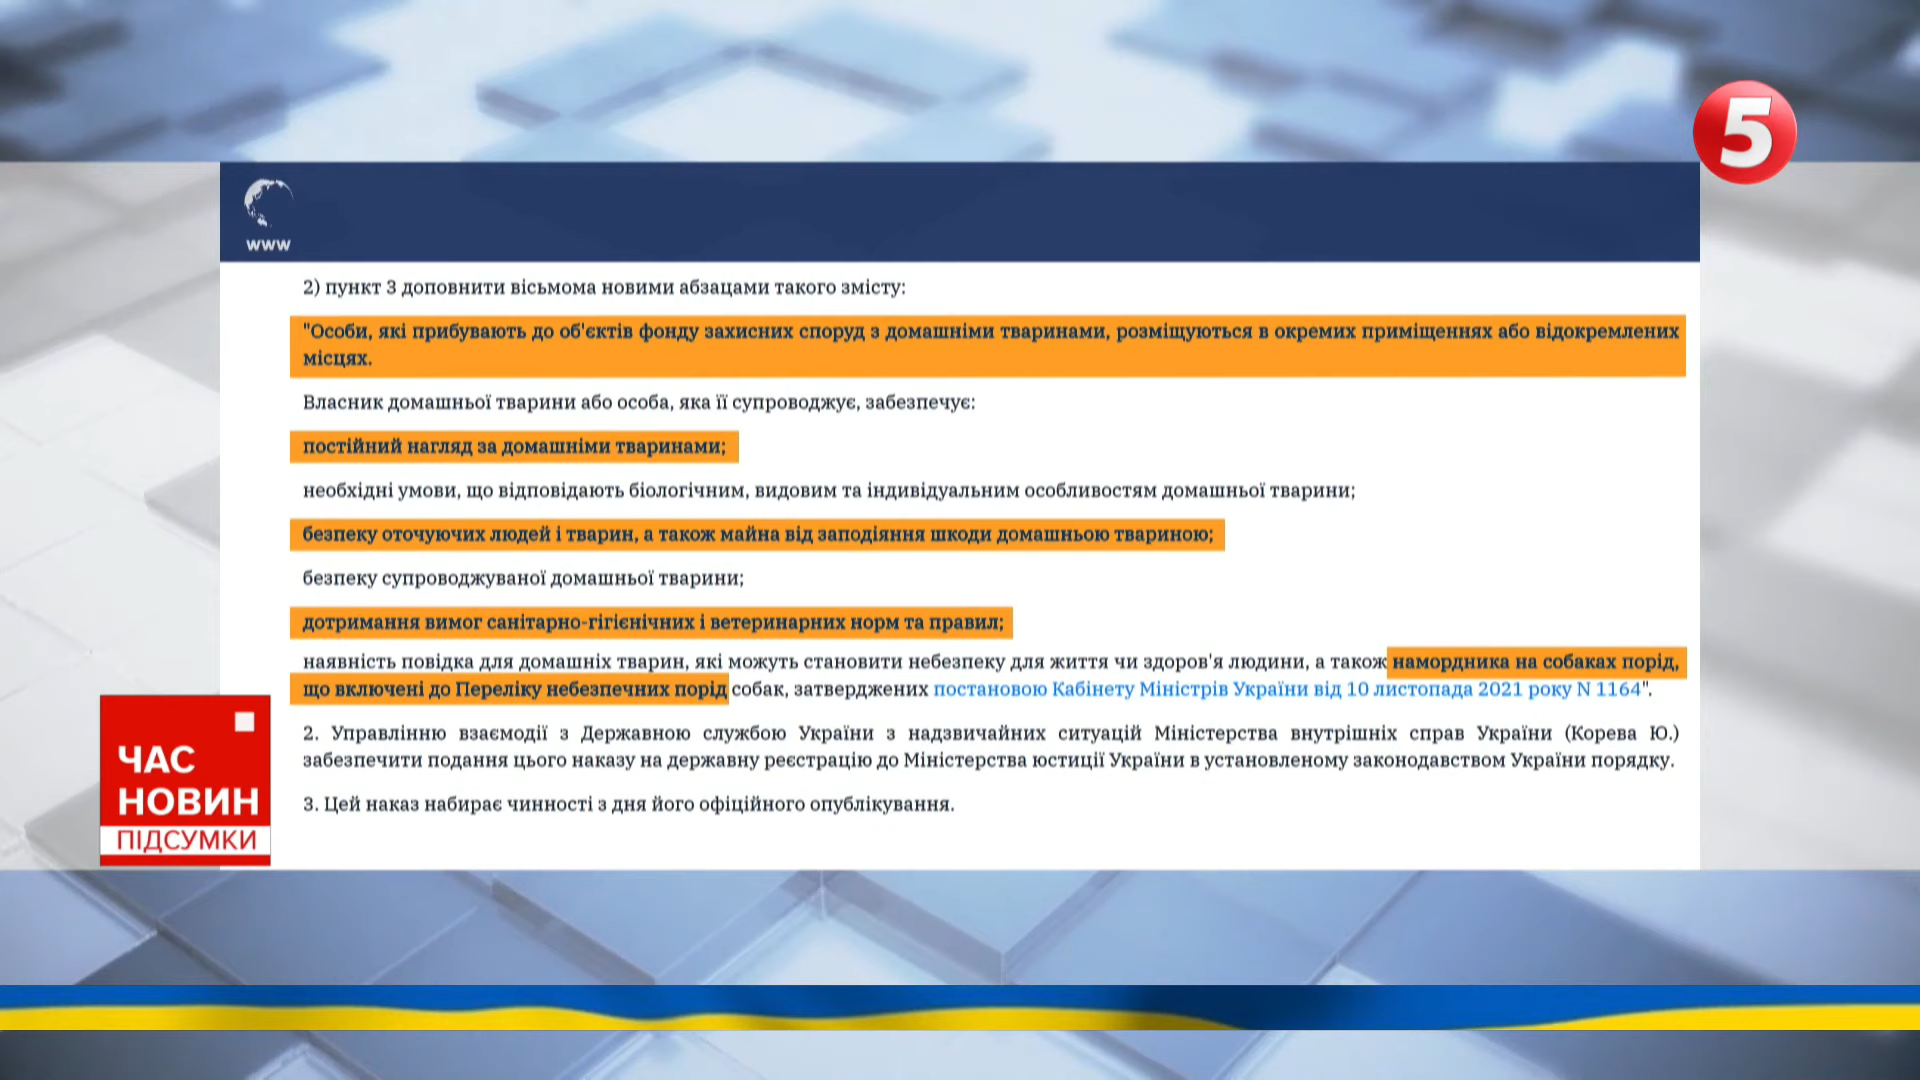 5
www
2) пункт 3 доповнити вісьмома новими абзацами такого змісту:
"Особи, які прибувають до об'єктів фонду захисних споруд з домашніми тваринами, розміщуються в окремих приміщеннях або відокремлених
місцях.
Власник домашньої тварини або особа, яка її супроводжує, забезпечує:
постійний нагляд за домашніми тваринами;
необхідні умови, що відповідають біологічним, видовим та індивідуальним особливостям домашньої тварини;
безпеку оточуючих людей і тварин, а також майна від заподіяння шкоди домашньою твариною;
безпеку супроводжуваної домашньої тварини;
дотримання вимог санітарно-гігієнічних і ветеринарних норм та правил;
наявність повідка для домашніх тварин, які можуть становити небезпеку для життя чи здоров'я людини, а також намордника на собаках порід,
що включені до Переліку небезпечних порід собак, затверджених постановою Кабінету Міністрів України від 10 листопада 2021 року N 1164".
2. Управлінню взаємодії з Державною службою України з надзвичайних ситуацій Міністерства внутрішніх справ України (Корева Ю.)
забезпечити подання цього наказу на державну реєстрацію до Міністерства юстиції України в установленому законодавством України порядку.
3. Цей наказ набирає чинності з дня його офіційного опублікування.
ЧАС
НОВИН
ПІДСУМКИ